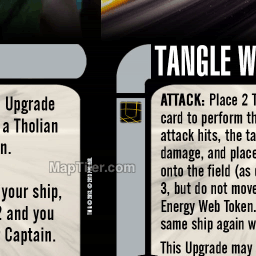 Upgrade
a Tholian
n.
your ship,
2 and you
Captain.
TANGLE W
ATTACK: Place 2 T
card to perform th
attack hits, the ta
damage, and place
onto the field (as
3, but do not move
Energy Web Token.
same ship again w
This Upgrade may
MapTiler.com